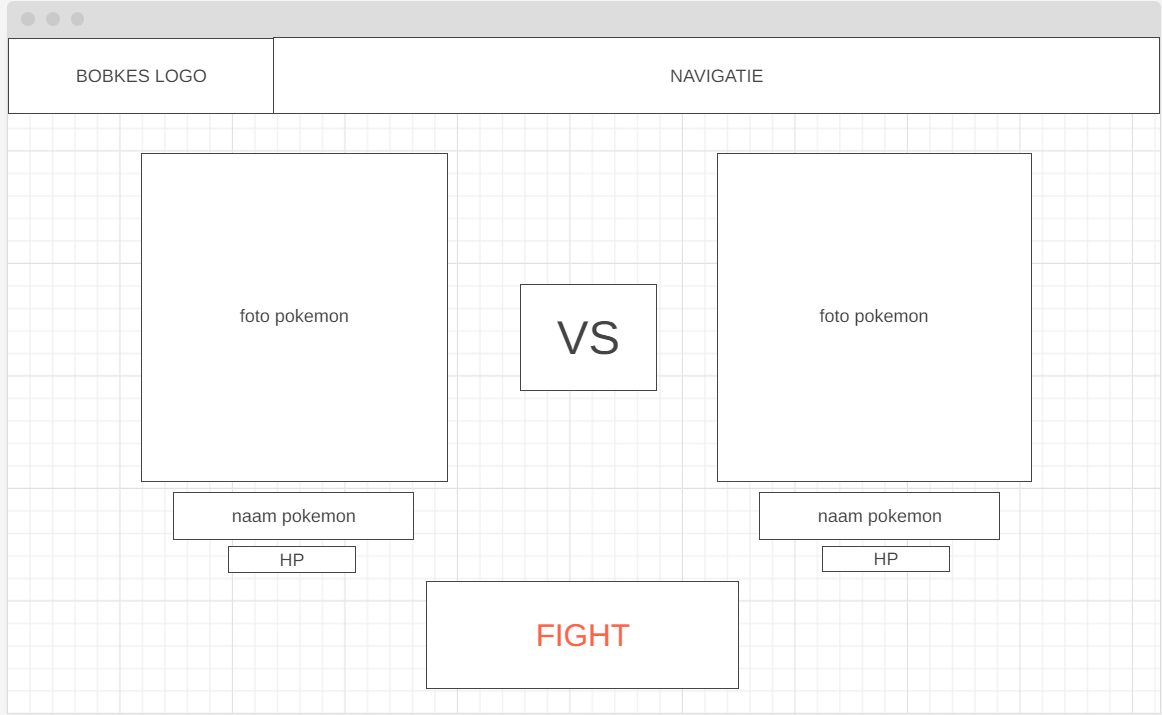 BOBKES LOGO
NAVIGATIE
foto pokemon
VS
foto pokemon
naam pokemon
naam pokemon
HP
HP
FIGHT